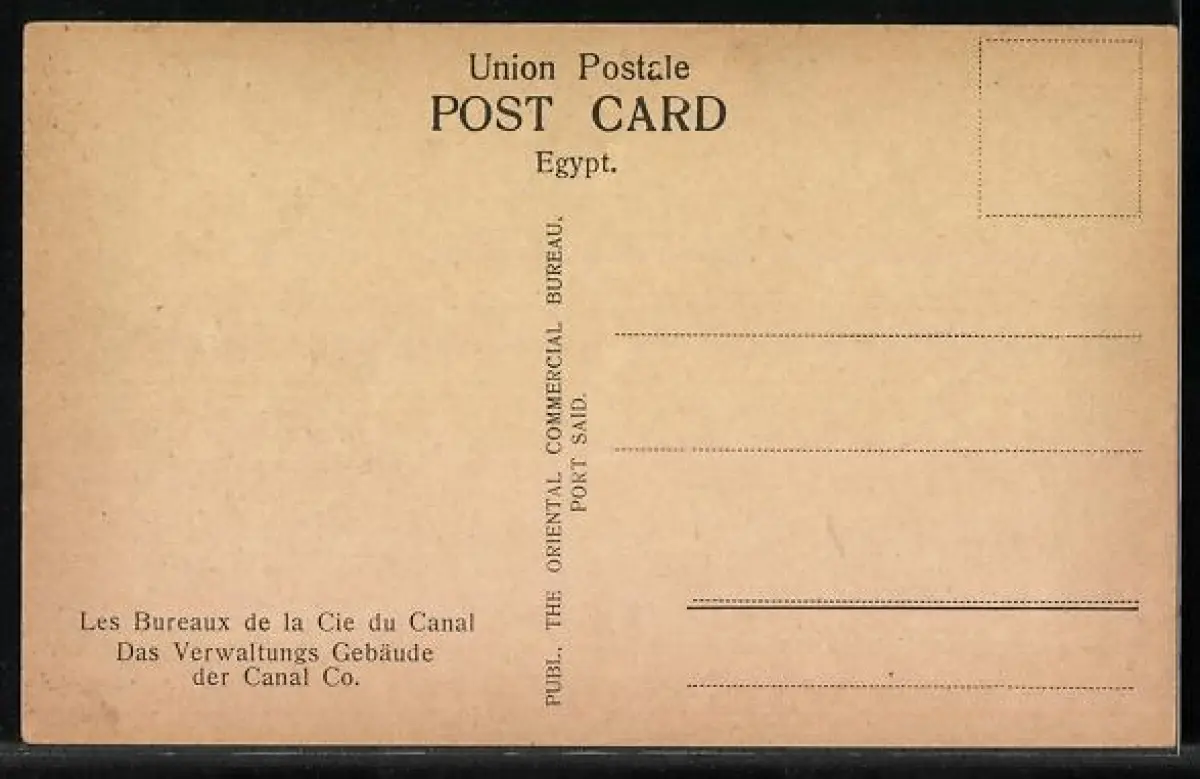 Union Postale
POST CARD
Egypt.
PUBL. THE ORIENTAL COMMERCIAL BUREAU.
PORT SAID.
Les Bureaux de la Cie du Canal
Das Verwaltungs Gebäude
der Canal Co.